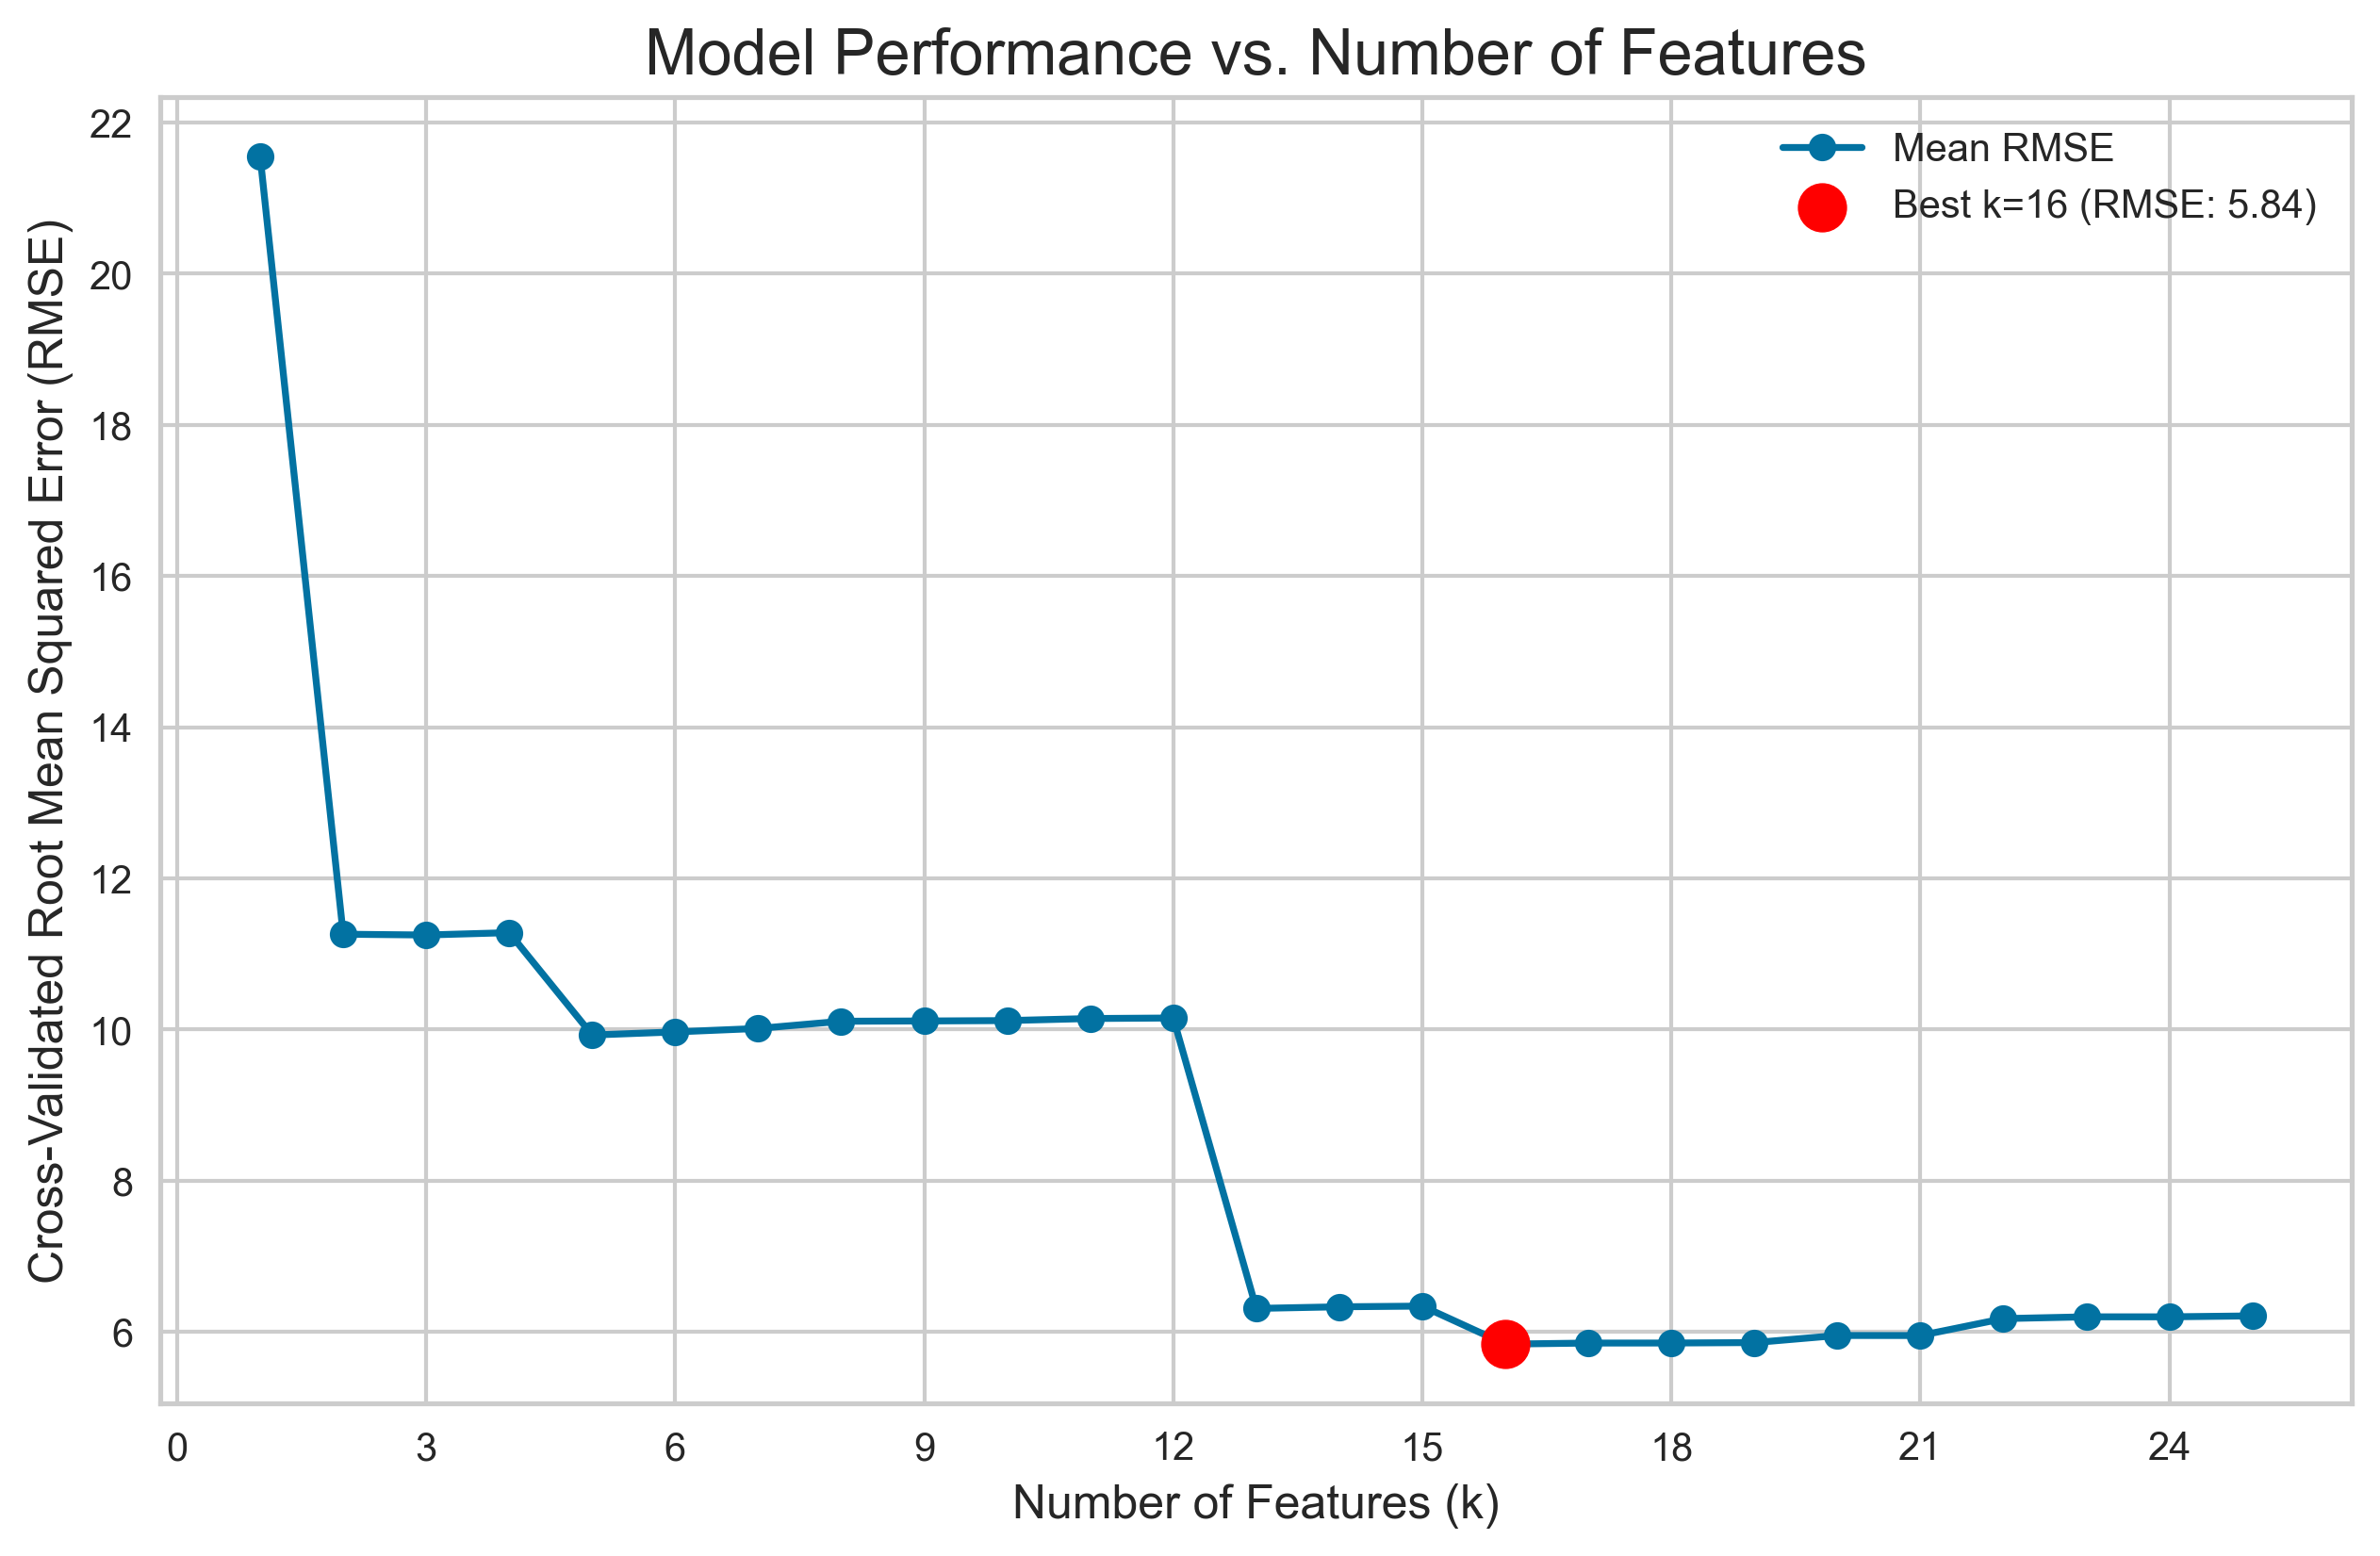 Model Performance vs. Number of Features
Cross-Validated Root Mean Squared Error (RMSE)
22
20
18
16
14
12
10
8
6
Mean RMSE
Best k=16 (RMSE: 5.84)
0 3 6 9 12 15 18 21 24
Number of Features (k)